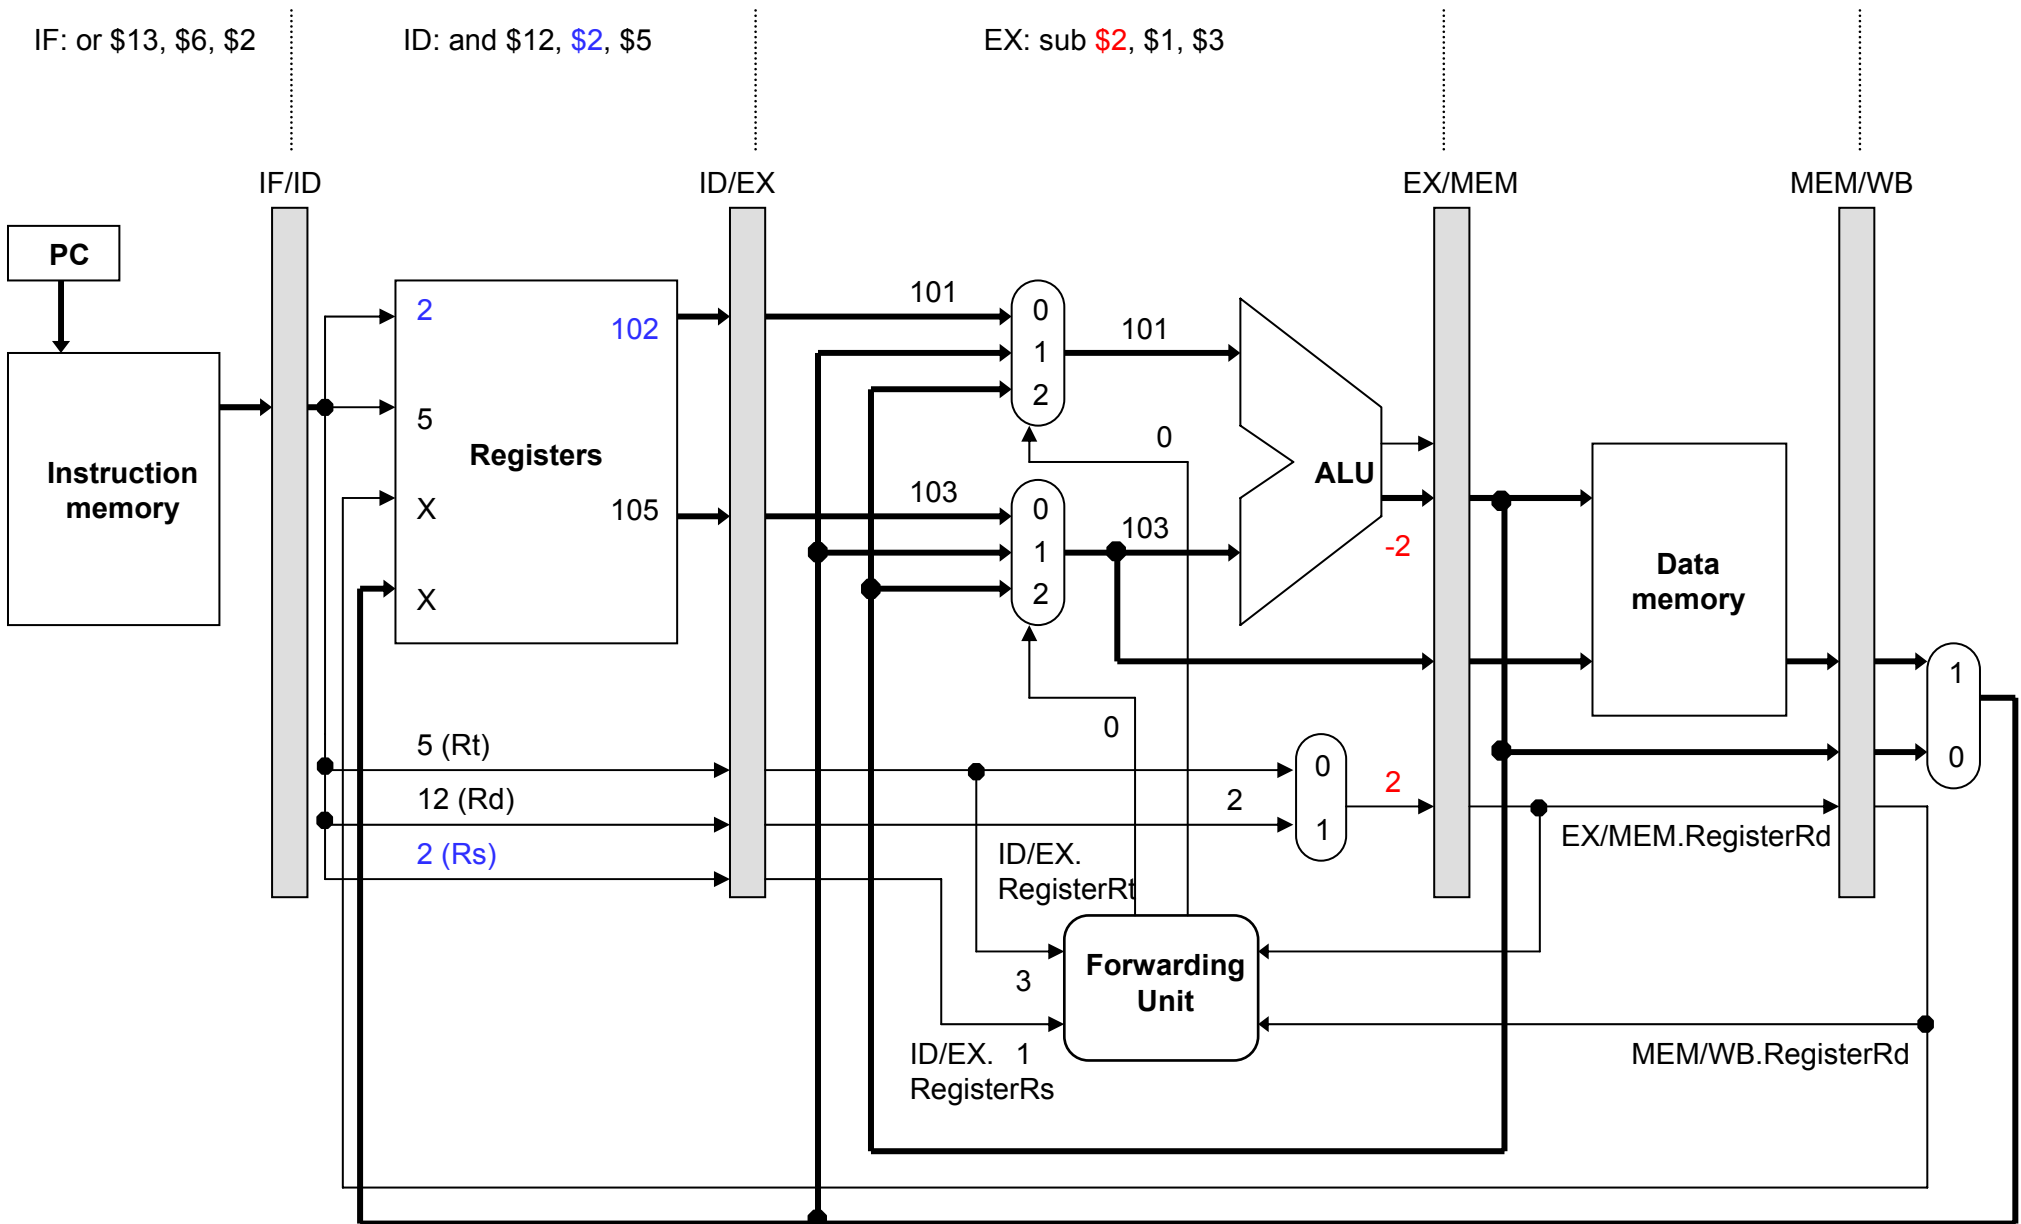 IF: or $13, $6, $2
ID: and $12, $2, $5
EX: sub $2, $1, $3
IF/ID
ID/EX
EX/MEM
MEM/WB
PC
Instruction
memory
2
5
X
X
Registers
102
105
101
103
0
1
2
0
1
2
101
103
0
0
ALU
-2
Data
memory
1
0
5 (Rt)
12 (Rd)
2 (Rs)
2
0
1
2
ID/EX.
RegisterRt
3
ID/EX. 1
RegisterRs
Forwarding
Unit
EX/MEM.RegisterRd
MEM/WB.RegisterRd